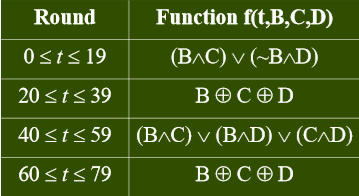 Round Function f(t,B,C,D)
0 ≤ t ≤ 19 (B∧C) ∨ (~B∧D)
20 ≤ t ≤ 39 B ⊕ C ⊕ D
40 ≤ t ≤ 59 (B∧C) ∨ (B∧D) ∨ (C∧D)
60 ≤ t ≤ 79 B ⊕ C ⊕ D